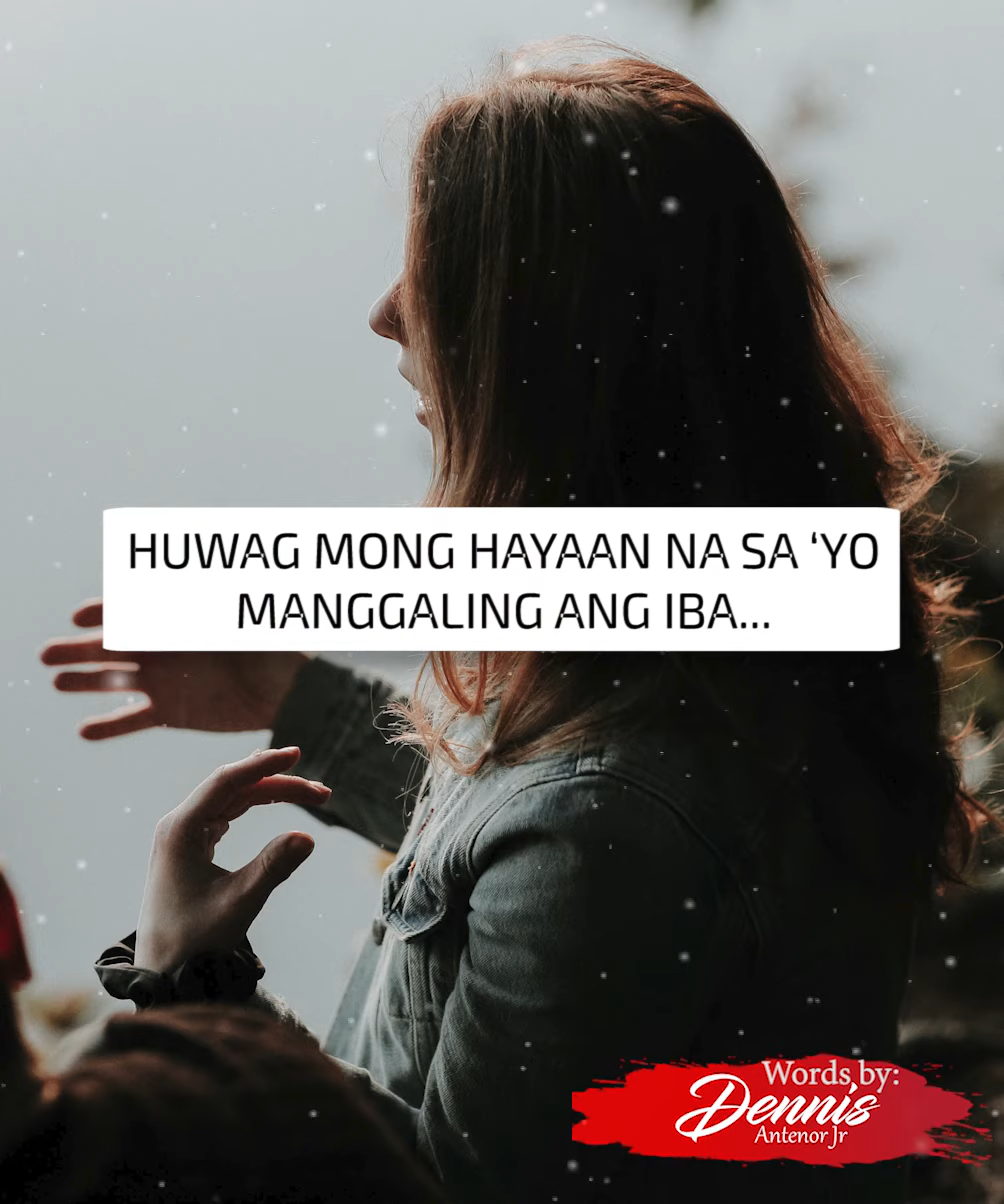 HUWAG MONG HAYAAN NA SA ‘YO
MANGGALING ANG IBA...
Words by:
Dennis
Antenor Jr